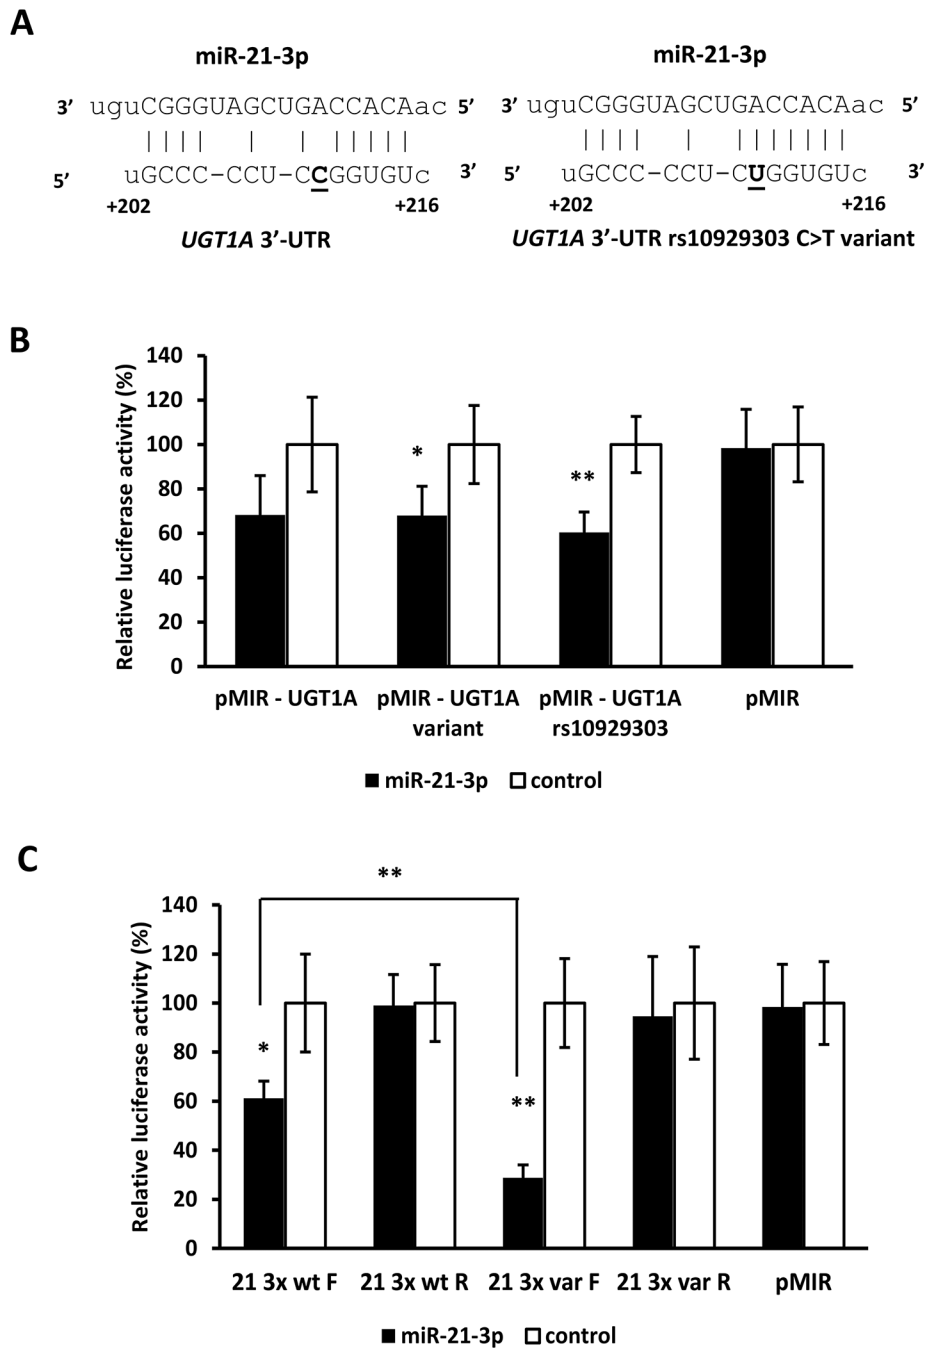 A
miR-21-3p miR-21-3p
3’ uguCGGGUAGCUGACCACAac 5’ 3’ uguCGGGUAGCUGACCACAac 5’
5’ uGCCC-CCU-CCGGUGUc 3’ 5’ uGCCC-CCU-CUGGUGUc 3’
+202 +216 +202 +216
UGT1A 3’-UTR UGT1A 3’-UTR rs10929303 C>T variant
B
Relative luciferase activity (%)
140
120
100
80
60
40
20
0
*
**
pMIR - UGT1A pMIR - UGT1A variant pMIR - UGT1A rs10929303 pMIR
miR-21-3p control
C
**
Relative luciferase activity (%)
140
120
100
80
60
40
20
0
*
**
21 3x wt F 21 3x wt R 21 3x var F 21 3x var R pMIR
miR-21-3p control